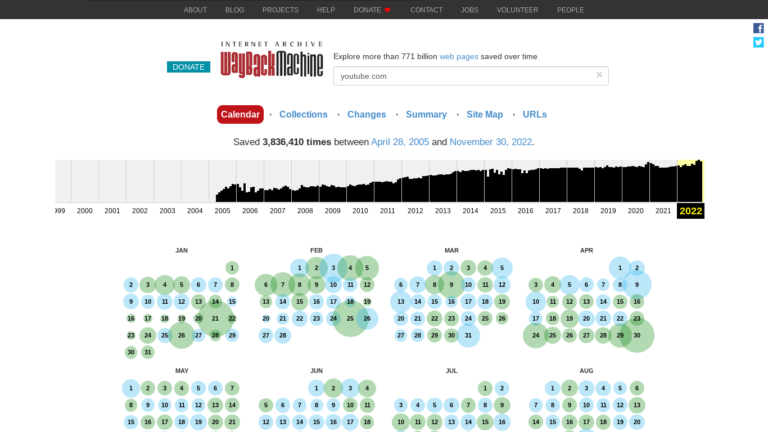 ABOUT BLOG PROJECTS HELP DONATE CONTACT JOBS VOLUNTEER PEOPLE
INTERNET ARCHIVE
WayBackMachine
DONATE
Explore more than 771 billion web pages saved over time
youtube.com ×
Calendar · Collections · Changes · Summary · Site Map · URLs
Saved 3,836,410 times between April 28, 2005 and November 30, 2022.
999 2000 2001 2002 2003 2004 2005 2006 2007 2008 2009 2010 2011 2012 2013 2014 2015 2016 2017 2018 2019 2020 2021 2022
JAN
1
2 3 4 5 6 7 8
9 10 11 12 13 14 15
16 17 18 19 20 21 22
23 24 25 26 27 28 29
30 31
FEB
1 2 3 4 5
6 7 8 9 10 11 12
13 14 15 16 17 18 19
20 21 22 23 24 25 26
27 28
MAR
1 2 3 4 5
6 7 8 9 10 11 12
13 14 15 16 17 18 19
20 21 22 23 24 25 26
27 28 29 30 31
APR
1 2
3 4 5 6 7 8 9
10 11 12 13 14 15 16
17 18 19 20 21 22 23
24 25 26 27 28 29 30
MAY
1 2 3 4 5 6 7
8 9 10 11 12 13 14
15 16 17 18 19 20 21
JUN
1 2 3 4
5 6 7 8 9 10 11
12 13 14 15 16 17 18
JUL
1 2
3 4 5 6 7 8 9
10 11 12 13 14 15 16
AUG
1 2 3 4 5 6
7 8 9 10 11 12 13
14 15 16 17 18 19 20